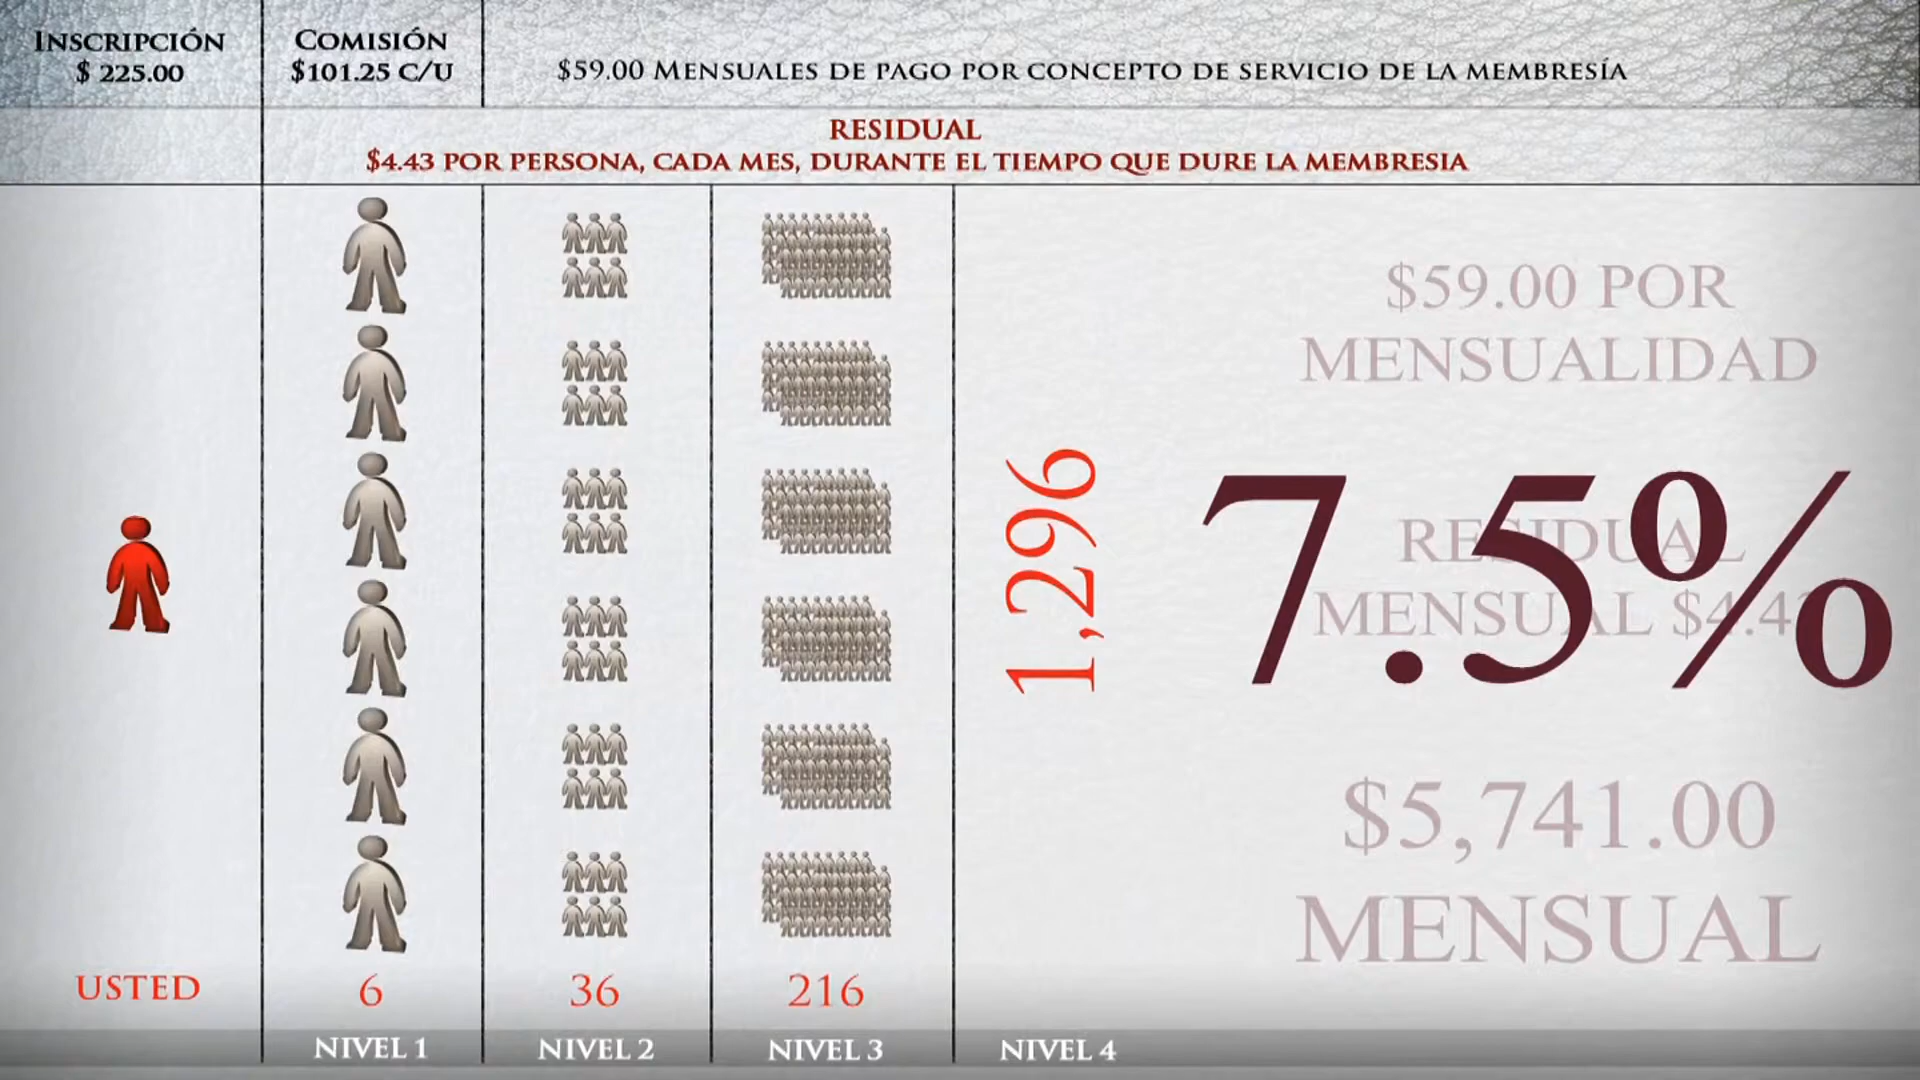 INSCRIPCIÓN
$ 225.00
COMISIÓN
$101.25 C/U
$59.00 MENSUALES DE PAGO POR CONCEPTO DE SERVICIO DE LA MEMBRESÍA
RESIDUAL
$4.43 POR PERSONA, CADA MES, DURANTE EL TIEMPO QUE DURE LA MEMBRESIA
$59.00 POR
MENSUALIDAD
1,296
7.5%
RESIDUAL
MENSUAL $4.43
$5,741.00
MENSUAL
USTED
6
36
216
NIVEL 1
NIVEL 2
NIVEL 3
NIVEL 4